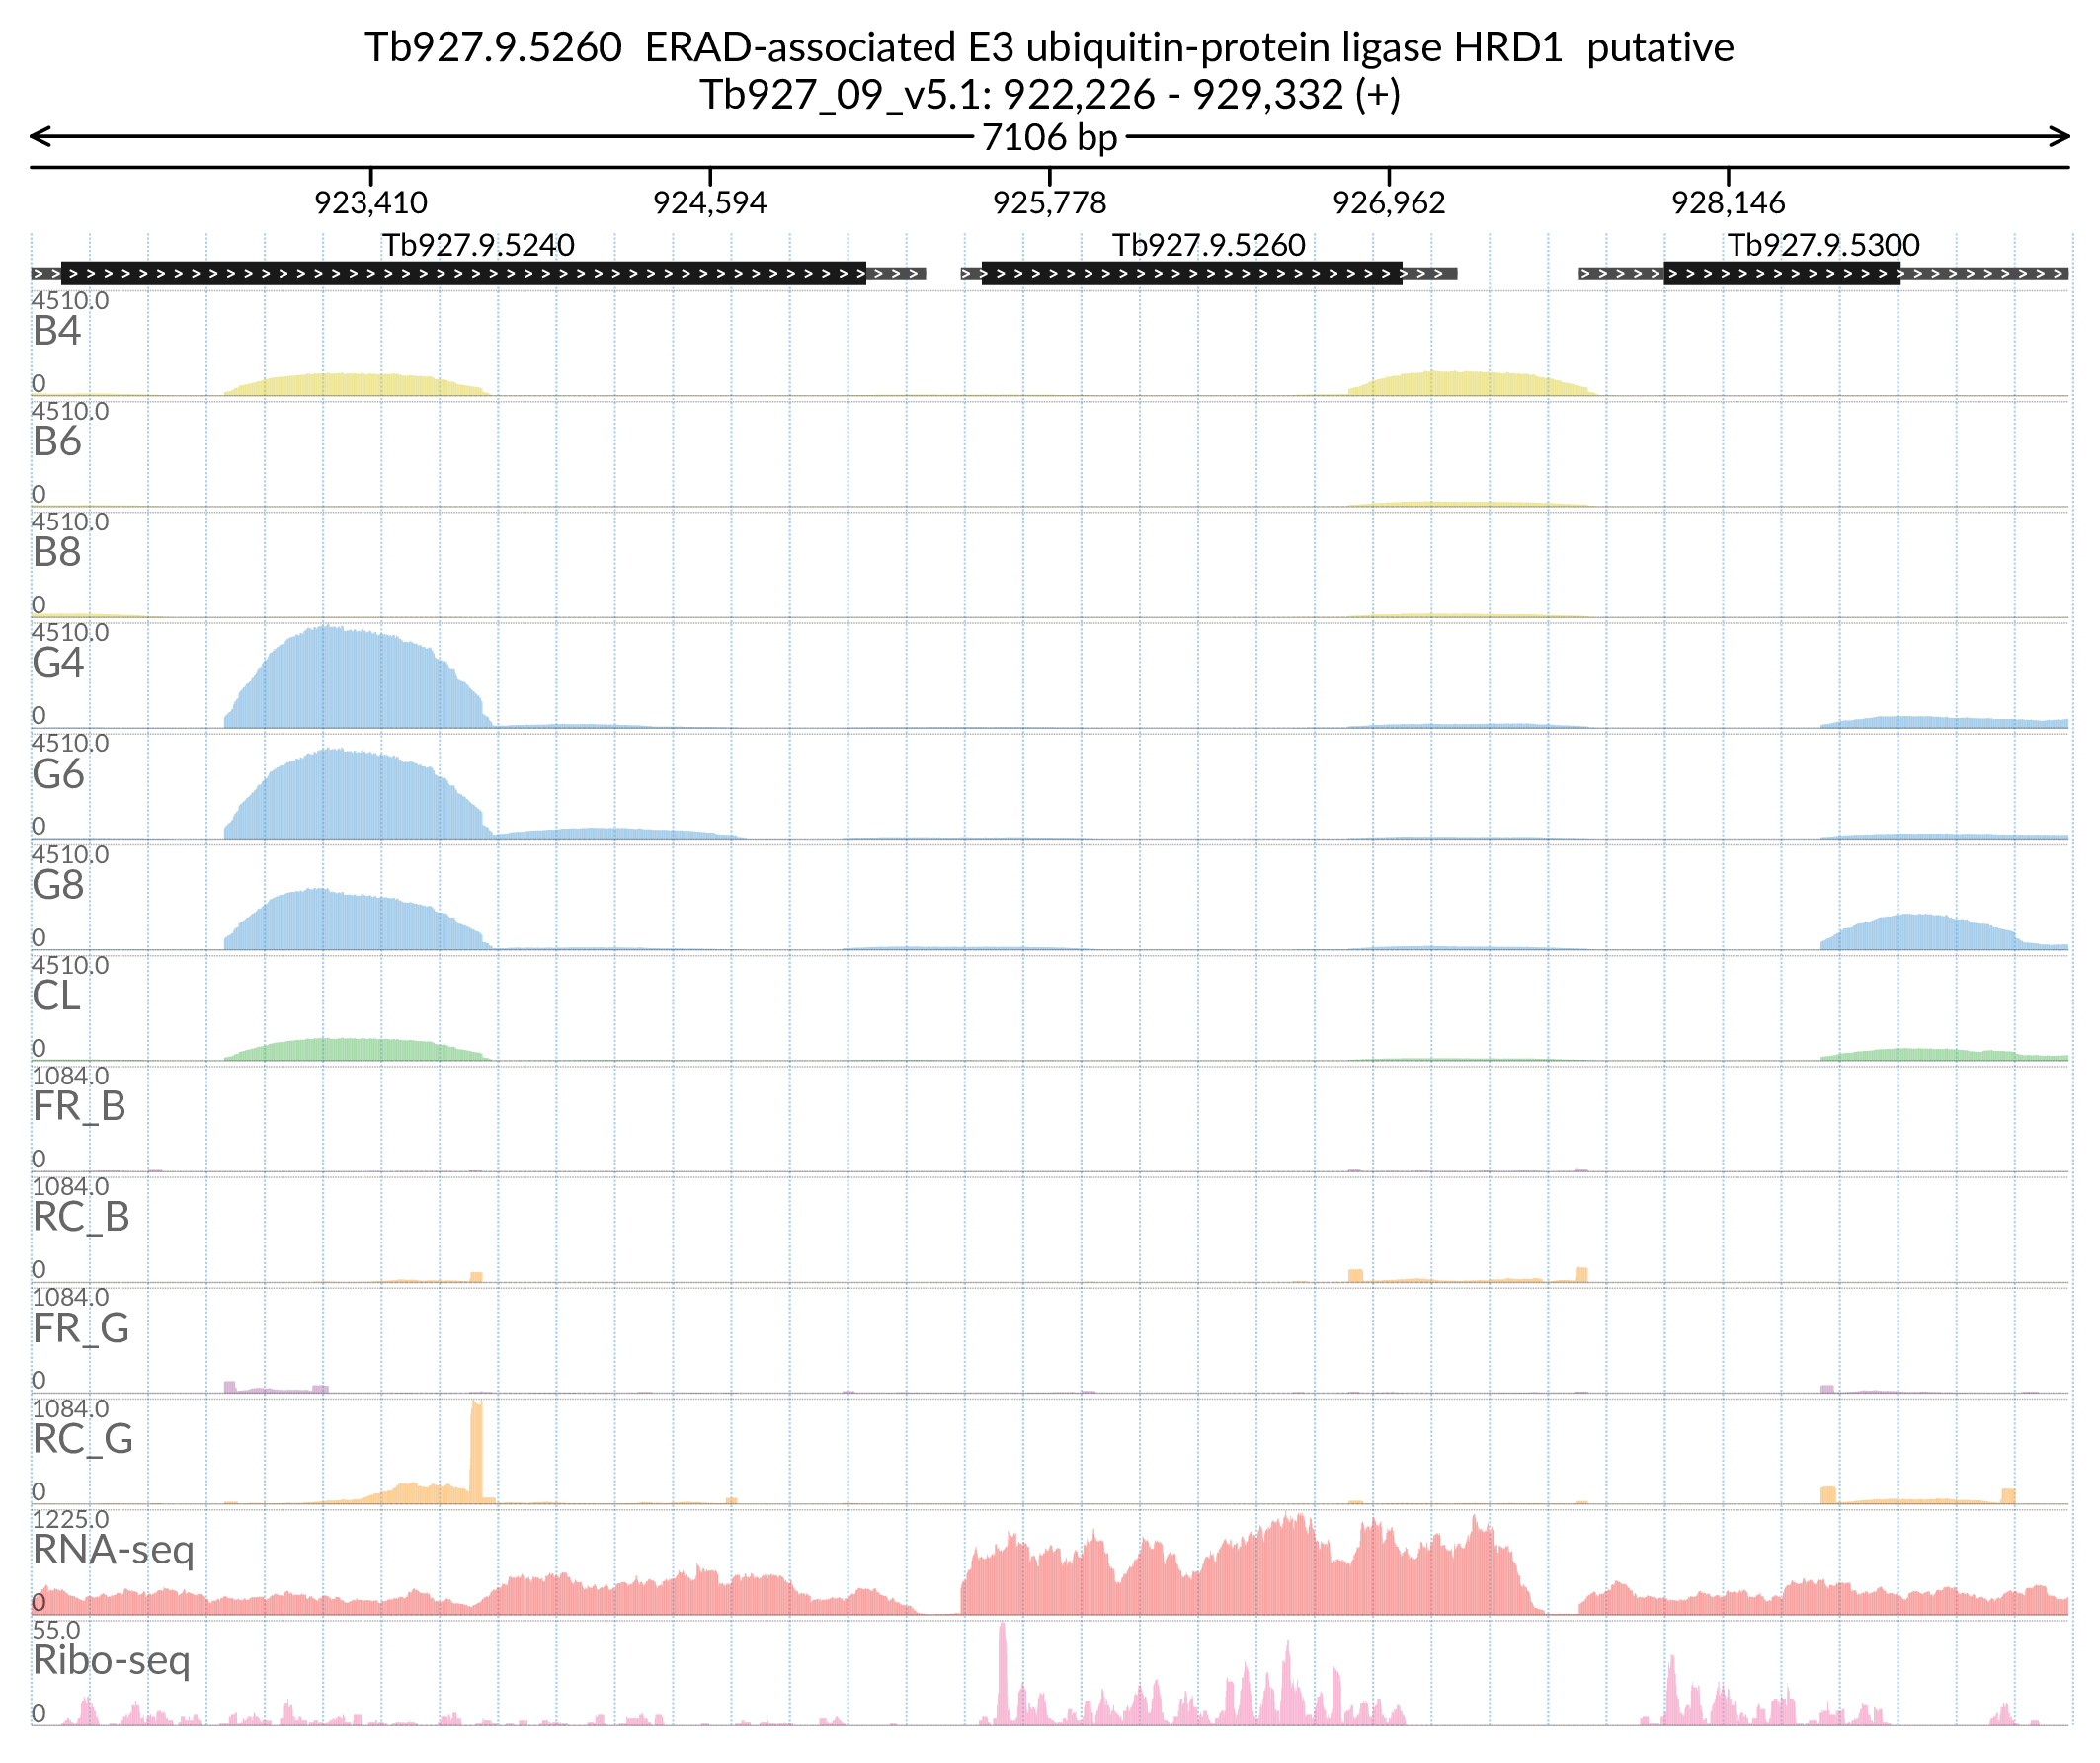 Tb927.9.5260  ERAD-associated E3 ubiquitin-protein ligase HRD1  putative
Tb927_09_v5.1: 922,226 - 929,332 (+)
7106 bp
923,410 924,594 925,778 926,962 928,146
Tb927.9.5240 Tb927.9.5260 Tb927.9.5300
4510.0
B4
0
4510.0
B6
0
4510.0
B8
0
4510.0
G4
0
4510.0
G6
0
4510.0
G8
0
4510.0
CL
0
1084.0
FR_B
0
1084.0
RC_B
0
1084.0
FR_G
0
1084.0
RC_G
0
1225.0
RNA-seq
0
55.0
Ribo-seq
0